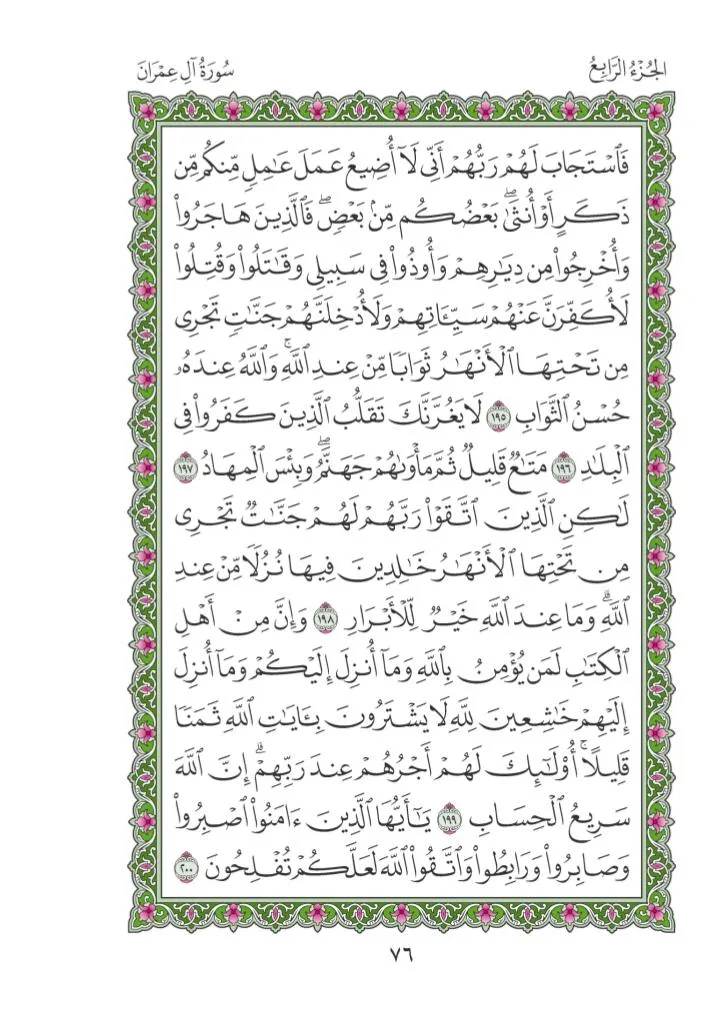 الجُزْءُ الرَّابِعُ
سُورَةُ آلِ عِمْرَانَ
فَٱسْتَجَابَ لَهُمْ رَبُّهُمْ أَنِّى لَآ أُضِيعُ عَمَلَ عَٰمِلٍ مِّنكُم مِّن
ذَكَرٍ أَوْ أُنثَىٰۖ بَعْضُكُم مِّنۢ بَعْضٍۖ فَٱلَّذِينَ هَاجَرُوا۟
وَأُخْرِجُوا۟ مِن دِيَٰرِهِمْ وَأُوذُوا۟ فِى سَبِيلِى وَقَٰتَلُوا۟ وَقُتِلُوا۟
لَأُكَفِّرَنَّ عَنْهُمْ سَيِّـَٔاتِهِمْ وَلَأُدْخِلَنَّهُمْ جَنَّٰتٍ تَجْرِى
مِن تَحْتِهَا ٱلْأَنْهَٰرُ ثَوَابًا مِّنْ عِندِ ٱللَّهِۚ وَٱللَّهُ عِندَهُۥ
حُسْنُ ٱلثَّوَابِ ١٩٥ لَا يَغُرَّنَّكَ تَقَلُّبُ ٱلَّذِينَ كَفَرُوا۟ فِى
ٱلْبِلَٰدِ ١٩٦ مَتَٰعٌ قَلِيلٌ ثُمَّ مَأْوَىٰهُمْ جَهَنَّمُۖ وَبِئْسَ ٱلْمِهَادُ ١٩٧
لَٰكِنِ ٱلَّذِينَ ٱتَّقَوْا۟ رَبَّهُمْ لَهُمْ جَنَّٰتٌ تَجْرِى
مِن تَحْتِهَا ٱلْأَنْهَٰرُ خَٰلِدِينَ فِيهَا نُزُلًا مِّنْ عِندِ
ٱللَّهِۗ وَمَا عِندَ ٱللَّهِ خَيْرٌ لِّلْأَبْرَارِ ١٩٨ وَإِنَّ مِنْ أَهْلِ
ٱلْكِتَٰبِ لَمَن يُؤْمِنُ بِٱللَّهِ وَمَآ أُنزِلَ إِلَيْكُمْ وَمَآ أُنزِلَ
إِلَيْهِمْ خَٰشِعِينَ لِلَّهِ لَا يَشْتَرُونَ بِـَٔايَٰتِ ٱللَّهِ ثَمَنًا
قَلِيلًاۚ أُو۟لَٰٓئِكَ لَهُمْ أَجْرُهُمْ عِندَ رَبِّهِمْۗ إِنَّ ٱللَّهَ
سَرِيعُ ٱلْحِسَابِ ١٩٩ يَٰٓأَيُّهَا ٱلَّذِينَ ءَامَنُوا۟ ٱصْبِرُوا۟
وَصَابِرُوا۟ وَرَابِطُوا۟ وَٱتَّقُوا۟ ٱللَّهَ لَعَلَّكُمْ تُفْلِحُونَ ٢٠٠
٧٦